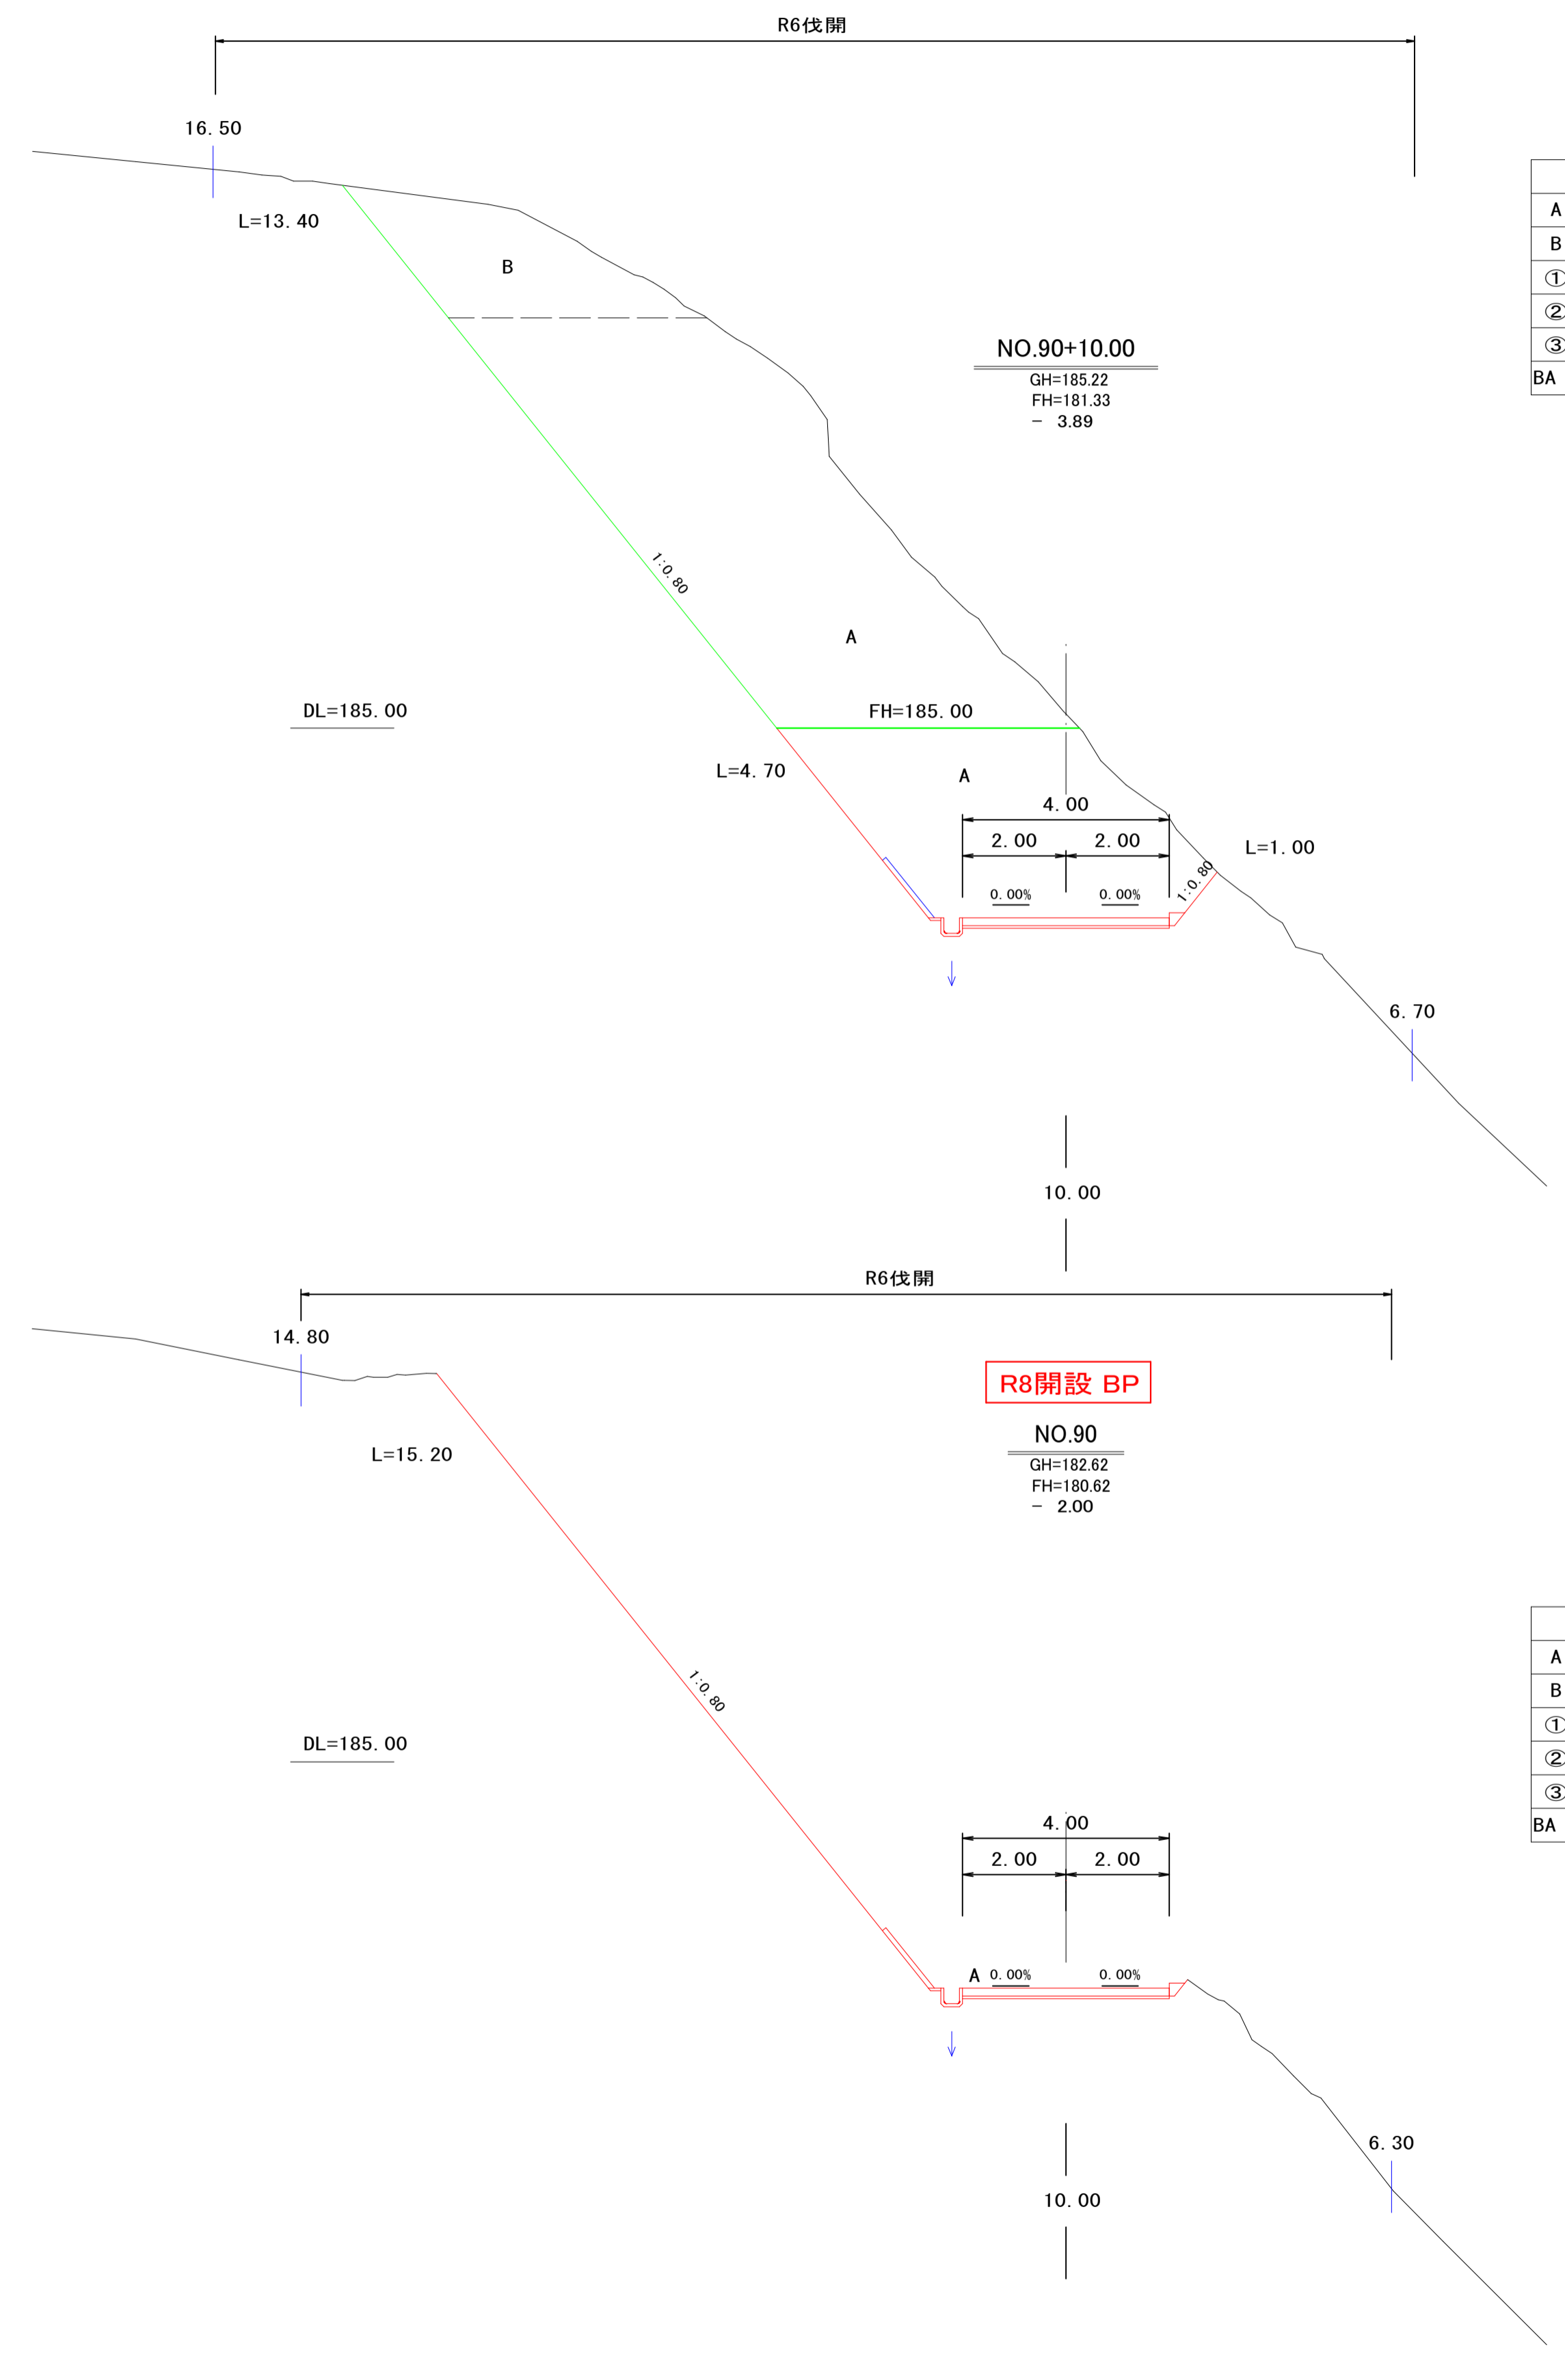 R6伐開
16.50
L=13.40
B
A
B
①
②
③
BA
NO.90+10.00
GH=185.22
FH=181.33
- 3.89
1:0.80
A
DL=185.00
FH=185.00
L=4.70
A
4.00
2.00 2.00
L=1.00
0.00% 0.00%
1:0.80
6.70
10.00
R6伐開
14.80
R8開設 BP
L=15.20
NO.90
GH=182.62
FH=180.62
- 2.00
A
B
①
②
③
BA
1:0.80
DL=185.00
4.00
2.00 2.00
A 0.00% 0.00%
6.30
10.00